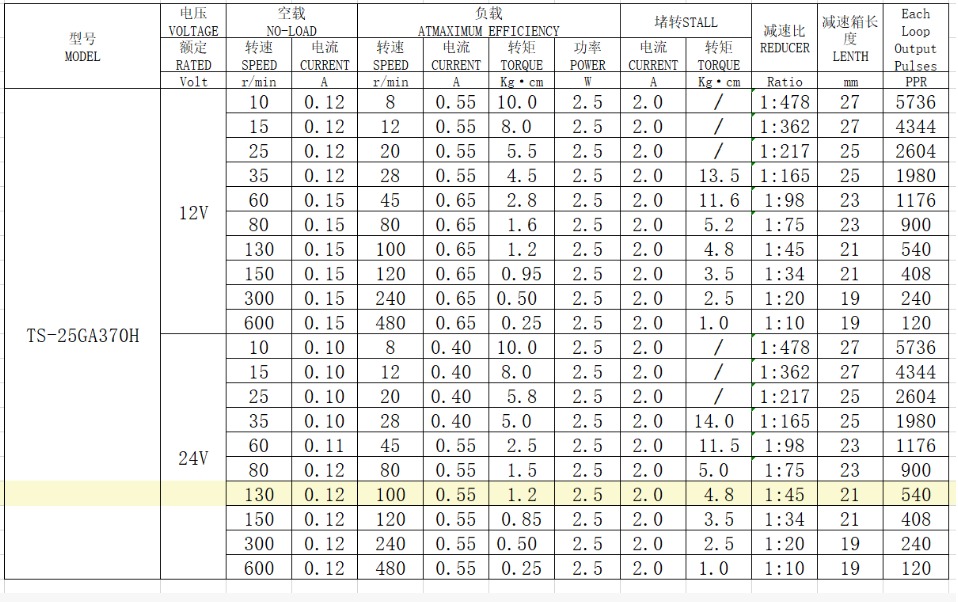 型号 电压 空载 负载 堵转STALL 减速比 减速箱长度 Each Loop Output Pulses
MODEL VOLTAGE NO-LOAD ATMAXIMUM EFFICIENCY REDUCER LENTH
额定 转速 电流 转速 电流 转矩 功率 电流 转矩
RATED SPEED CURRENT SPEED CURRENT TORQUE POWER CURRENT TORQUE
Volt r/min A r/min A Kg·cm W A Kg·cm Ratio mm PPR
TS-25GA370H
12V
10 0.12 8 0.55 10.0 2.5 2.0 / 1:478 27 5736
15 0.12 12 0.55 8.0 2.5 2.0 / 1:362 27 4344
25 0.12 20 0.55 5.5 2.5 2.0 / 1:217 25 2604
35 0.12 28 0.55 4.5 2.5 2.0 13.5 1:165 25 1980
60 0.15 45 0.65 2.8 2.5 2.0 11.6 1:98 23 1176
80 0.15 80 0.65 1.6 2.5 2.0 5.2 1:75 23 900
130 0.15 100 0.65 1.2 2.5 2.0 4.8 1:45 21 540
150 0.15 120 0.65 0.95 2.5 2.0 3.5 1:34 21 408
300 0.15 240 0.65 0.50 2.5 2.0 2.5 1:20 19 240
600 0.15 480 0.65 0.25 2.5 2.0 1.0 1:10 19 120
24V
10 0.10 8 0.40 10.0 2.5 2.0 / 1:478 27 5736
15 0.10 12 0.40 8.0 2.5 2.0 / 1:362 27 4344
25 0.10 20 0.40 5.8 2.5 2.0 / 1:217 25 2604
35 0.10 28 0.40 5.0 2.5 2.0 14.0 1:165 25 1980
60 0.11 45 0.55 2.5 2.5 2.0 11.5 1:98 23 1176
80 0.12 80 0.55 1.5 2.5 2.0 5.0 1:75 23 900
130 0.12 100 0.55 1.2 2.5 2.0 4.8 1:45 21 540
150 0.12 120 0.55 0.85 2.5 2.0 3.5 1:34 21 408
300 0.12 240 0.55 0.50 2.5 2.0 2.5 1:20 19 240
600 0.12 480 0.55 0.25 2.5 2.0 1.0 1:10 19 120